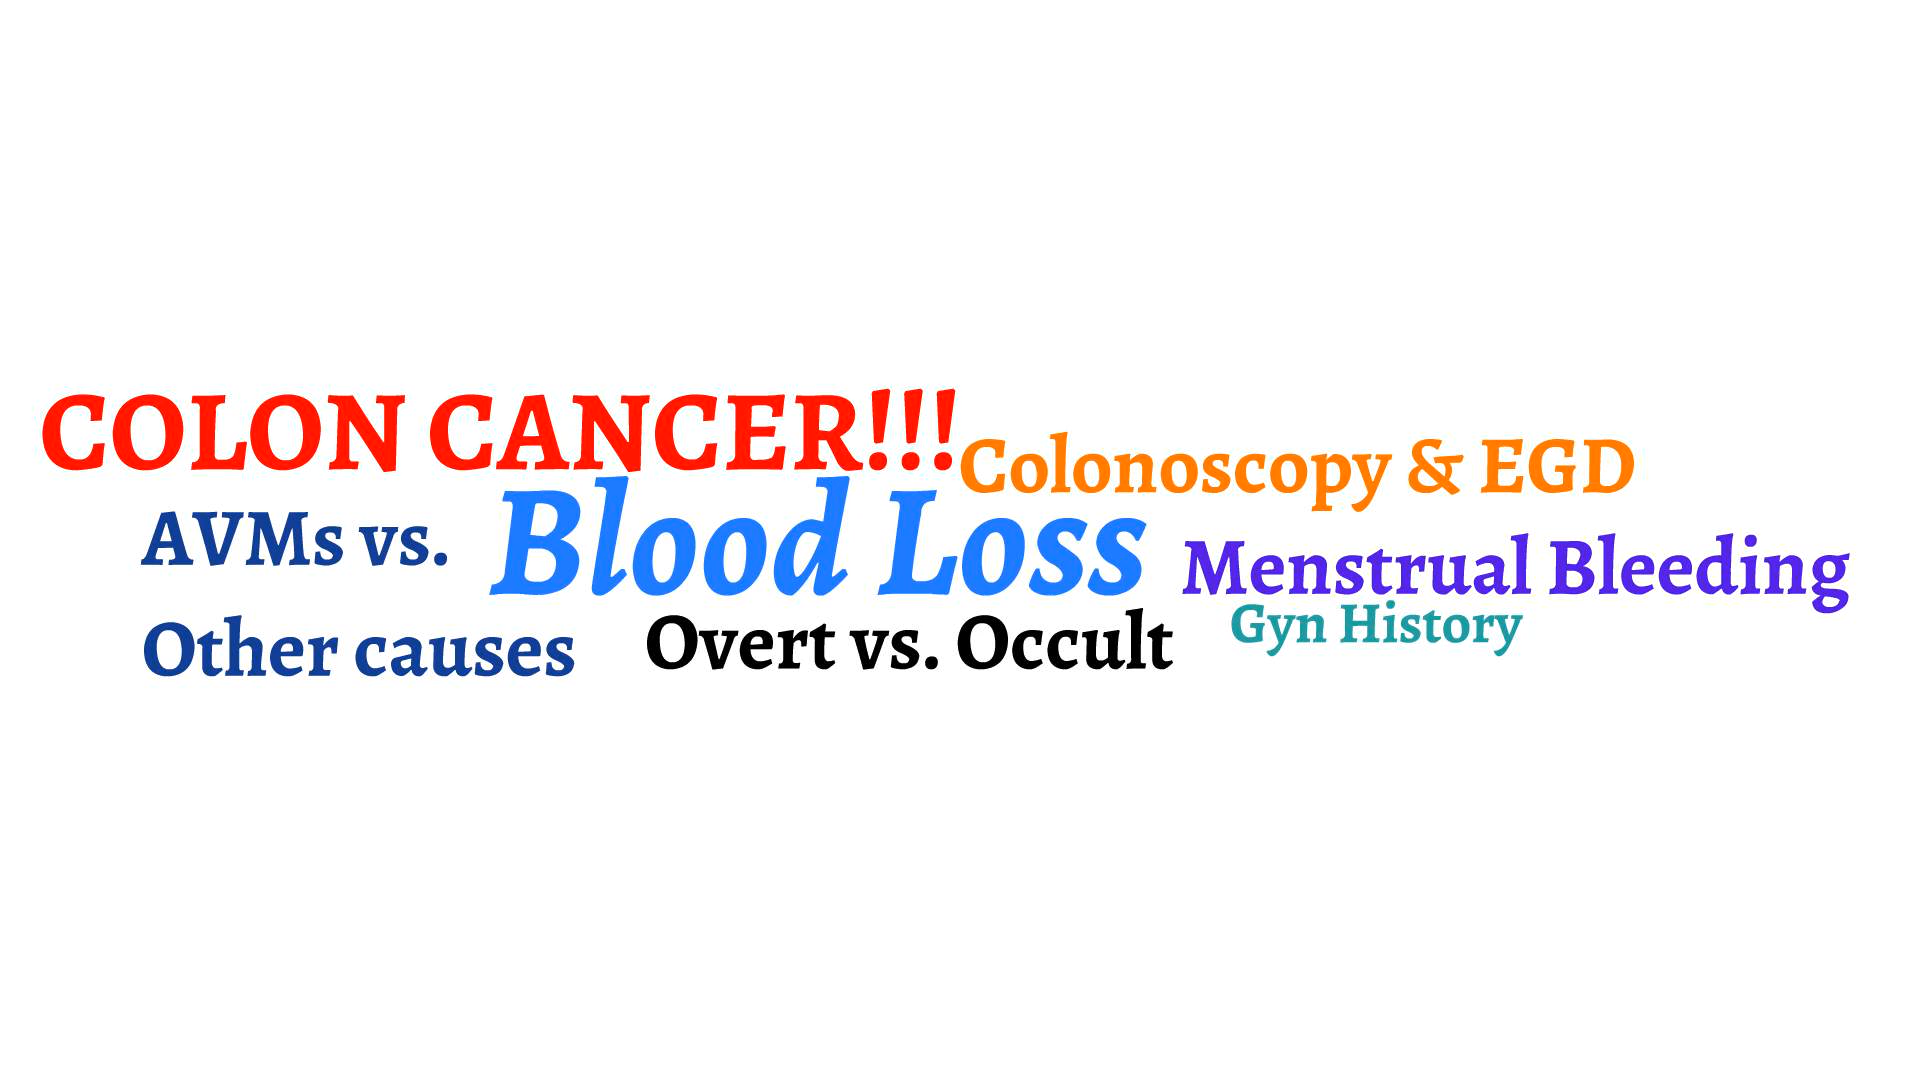 COLON CANCER!!!
Colonoscopy & EGD
AVMs vs.
Blood Loss
Menstrual Bleeding
Gyn History
Other causes
Overt vs. Occult